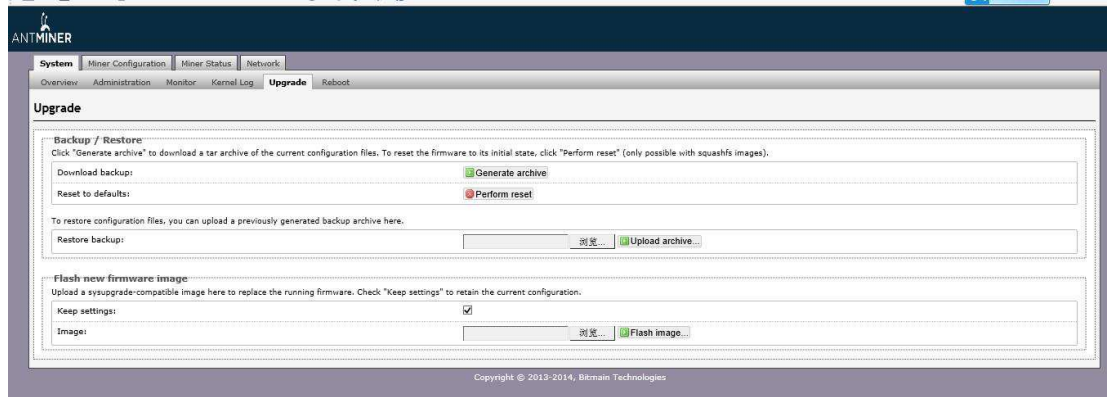 ANTMINER
System Miner Configuration Miner Status Network
Overview Administration Monitor Kernel Log Upgrade Reboot
Upgrade
Backup / Restore
Click "Generate archive" to download a tar archive of the current configuration files. To reset the firmware to its initial state, click "Perform reset" (only possible with squashfs images).
Download backup: Generate archive
Reset to defaults: Perform reset
To restore configuration files, you can upload a previously generated backup archive here.
Restore backup: 浏览... Upload archive...
Flash new firmware image
Upload a sysupgrade-compatible image here to replace the running firmware. Check "Keep settings" to retain the current configuration.
Keep settings:
Image: 浏览... Flash image...
Copyright © 2013-2014, Bitmain Technologies